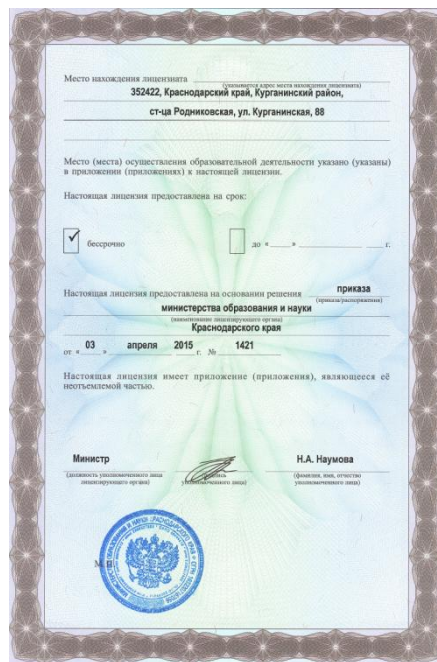 Место нахождения лицензиата
(указывается адрес места нахождения лицензиата)
352422, Краснодарский край, Курганинский район,
ст-ца Родниковская, ул. Курганинская, 88
Место (места) осуществления образовательной деятельности указано (указаны)
в приложении (приложениях) к настоящей лицензии.
Настоящая лицензия предоставлена на срок:
бессрочно до « » г.
Настоящая лицензия предоставлена на основании решения приказа
(приказа/распоряжения)
министерства образования и науки
(наименование лицензирующего органа)
Краснодарского края
от « 03 » апреля 2015 г. № 1421
Настоящая лицензия имеет приложение (приложения), являющееся её
неотъемлемой частью.
Министр Н.А. Наумова
(должность уполномоченного лица (подпись (фамилия, имя, отчество
лицензирующего органа) уполномоченного лица) уполномоченного лица)
М.П.